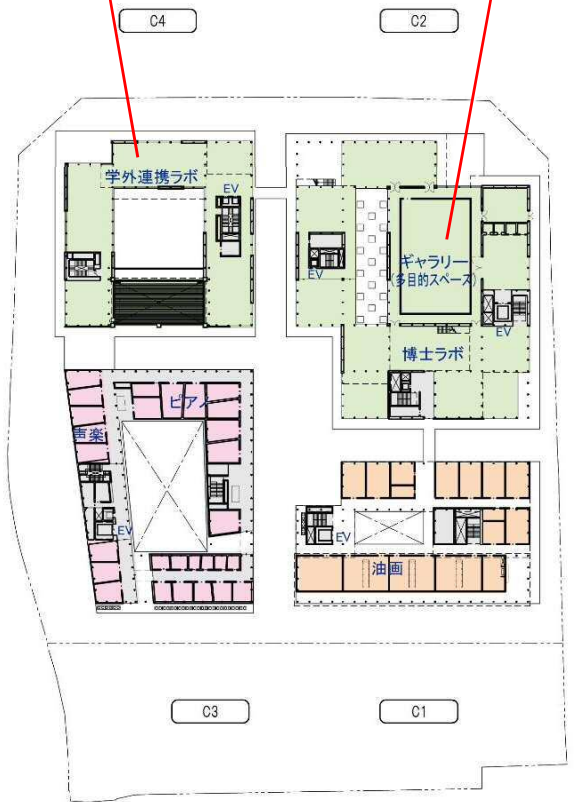 C4
C2
学外連携ラボ
EV
ギャラリー
(多目的スペース)
EV
EV
博士ラボ
ピアノ
声楽
EV
EV
油画
C3
C1